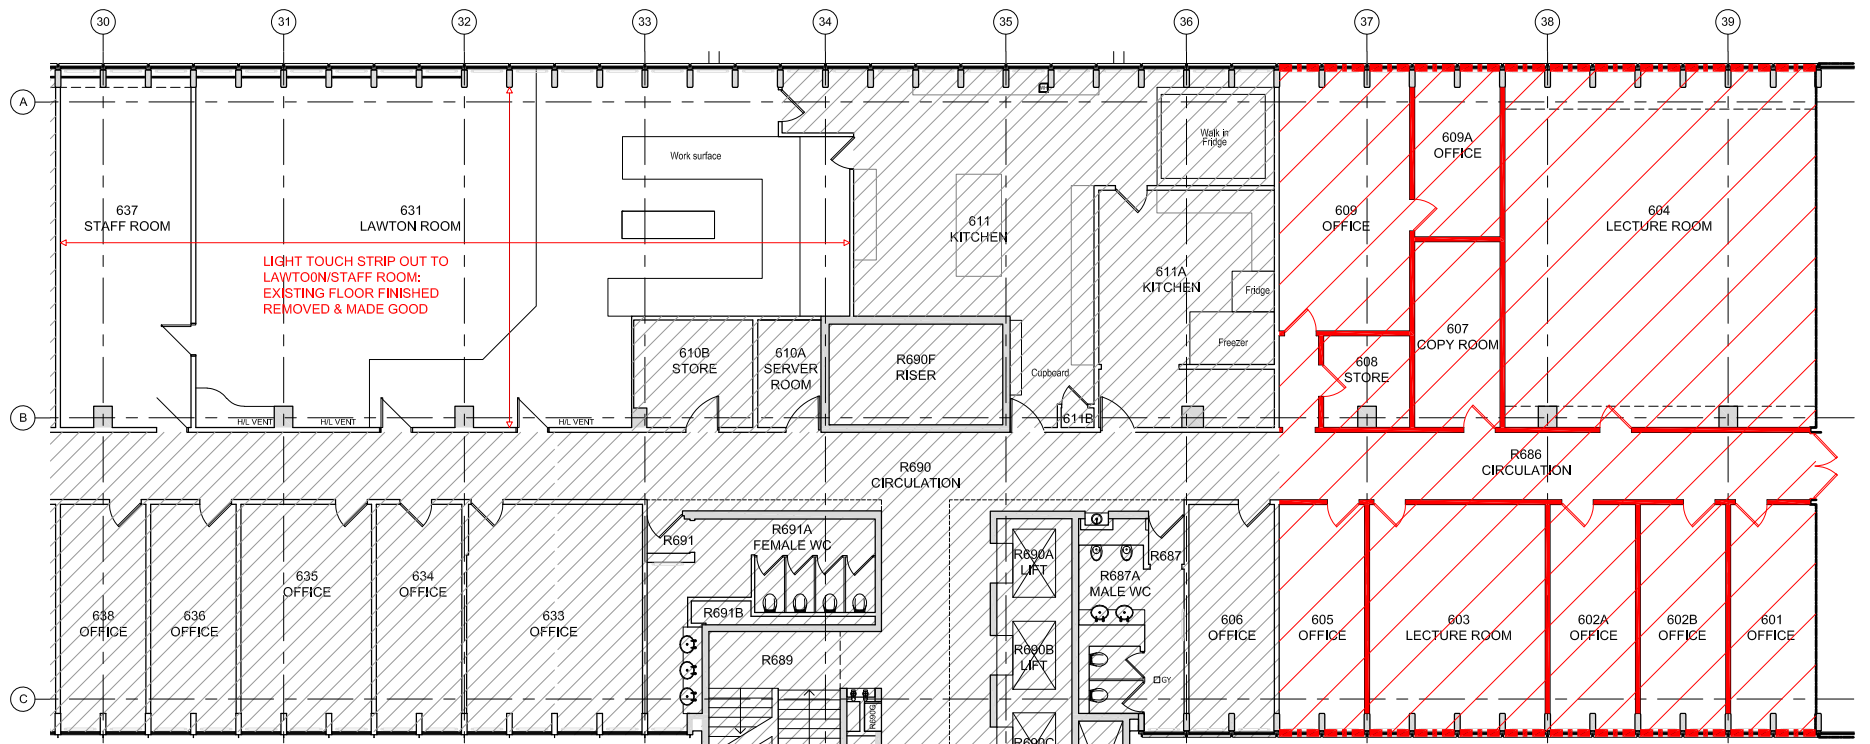 30 31 32 33 34 35 36 37 38 39
A
Work surface
Walk in
Fridge
609A
OFFICE
637
STAFF ROOM
631
LAWTON ROOM
611
KITCHEN
609
OFFICE
604
LECTURE ROOM
LIGHT TOUCH STRIP OUT TO
LAWTO0N/STAFF ROOM:
EXISTING FLOOR FINISHED
REMOVED & MADE GOOD
611A
KITCHEN
Fridge
Freezer
607
COPY ROOM
610B
STORE
610A
SERVER
ROOM
R690F
RISER
Cupboard
608
STORE
B
H/L VENT
H/L VENT
H/L VENT
611B
R690
CIRCULATION
R686
CIRCULATION
R691
R691A
FEMALE WC
R690A
LIFT
R687
R687A
MALE WC
638
OFFICE
636
OFFICE
635
OFFICE
634
OFFICE
633
OFFICE
R691B
606
OFFICE
605
OFFICE
603
LECTURE ROOM
602A
OFFICE
602B
OFFICE
601
OFFICE
R689
R690B
LIFT
GY
C
R690G
R690C